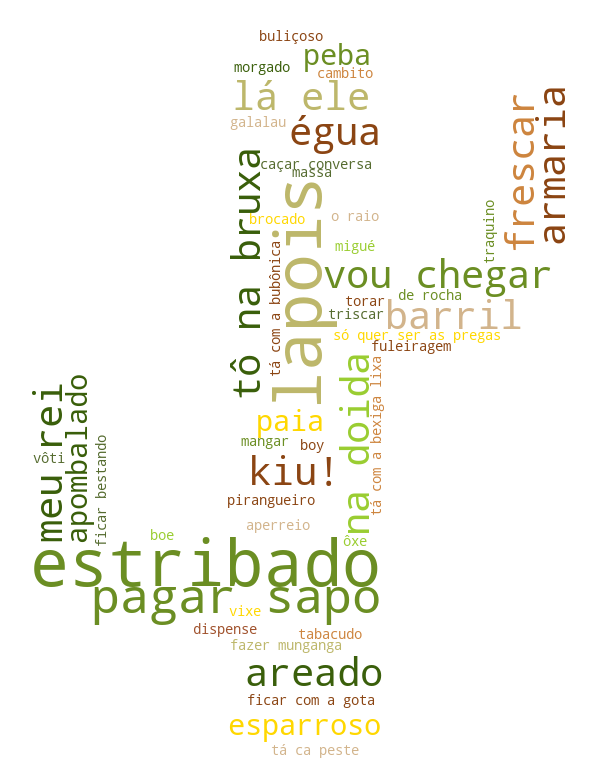 buliçoso
peba
morgado
cambito
lá ele
galalau
égua
frescar
armaria
caçar conversa
massa
tô na bruxa
lapois
brocado
o raio
traquino
migué
tá com a bubônica
vou chegar
de rocha
torar
triscar
barril
só quer ser as pregas
fuleiragem
na doida
tá com a bexiga lixa
meu rei
apombalado
vôti
ficar bestando
paia
mangar
boy
kiu!
pirangueiro
aperreio
boe
ôxe
estribado
pagar sapo
vixe
dispense
tabacudo
fazer munganga
areado
ficar com a gota
esparroso
tá ca peste